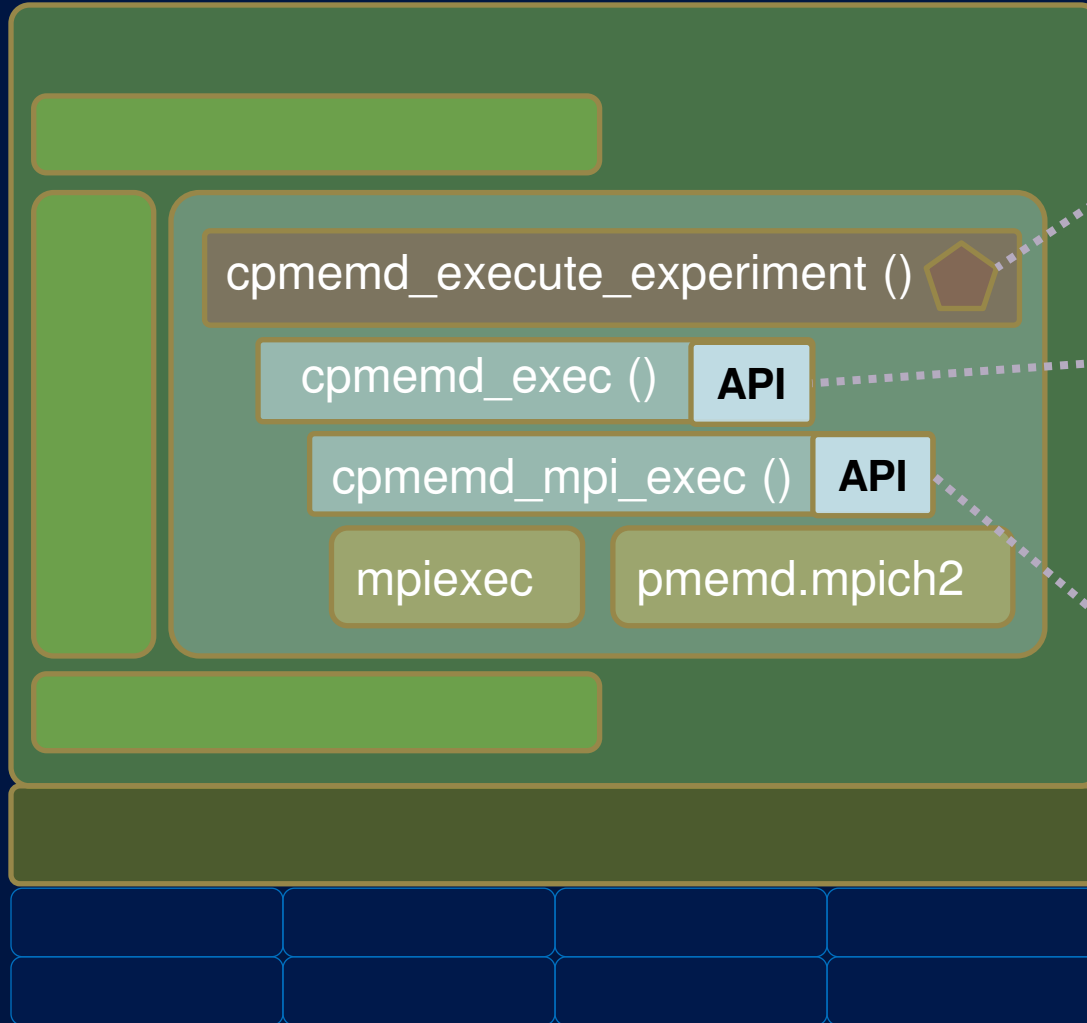 cpmemd_execute_experiment ()
cpmemd_exec () API
cpmemd_mpi_exec () API
mpiexec pmemd.mpich2